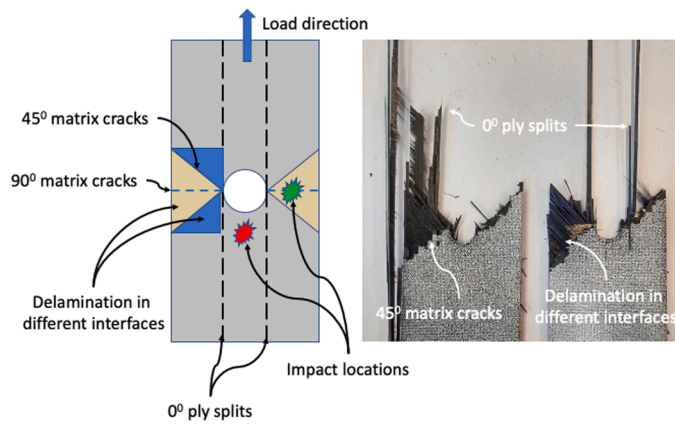 Load direction
45⁰ matrix cracks
90⁰ matrix cracks
Delamination in
different interfaces
Impact locations
0⁰ ply splits
0⁰ ply splits
45⁰ matrix cracks
Delamination in
different interfaces